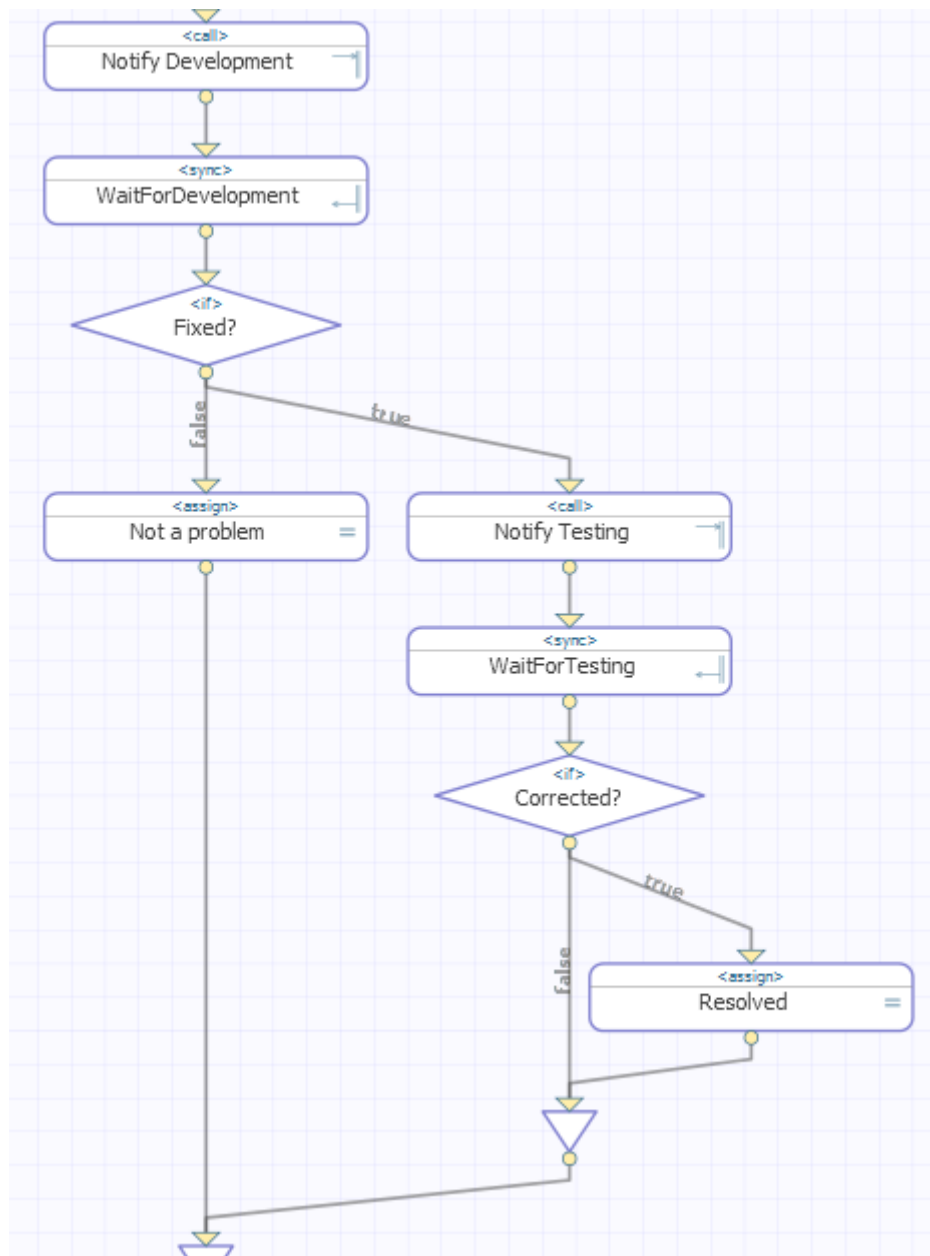 <call>
Notify Development
<sync>
WaitForDevelopment
<if>
Fixed?
false
true
<assign>
Not a problem
=
<call>
Notify Testing
<sync>
WaitForTesting
<if>
Corrected?
true
false
<assign>
Resolved
=